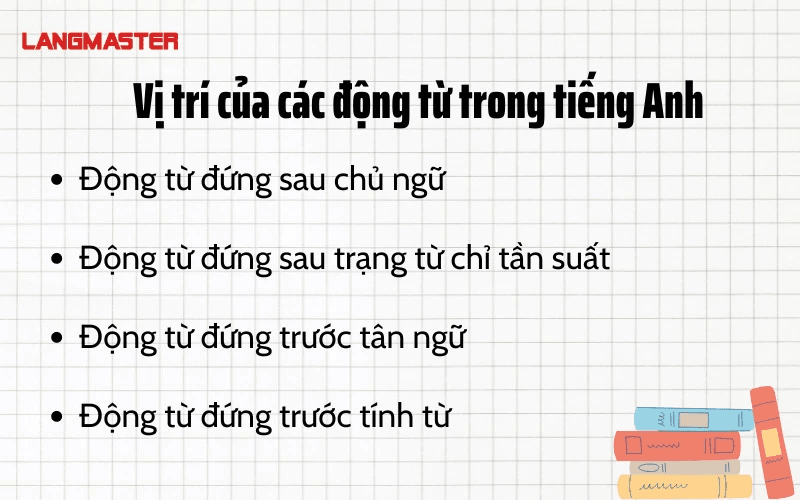 LANGMASTER
Vị trí của các động từ trong tiếng Anh
• Động từ đứng sau chủ ngữ
• Động từ đứng sau trạng từ chỉ tần suất
• Động từ đứng trước tân ngữ
• Động từ đứng trước tính từ